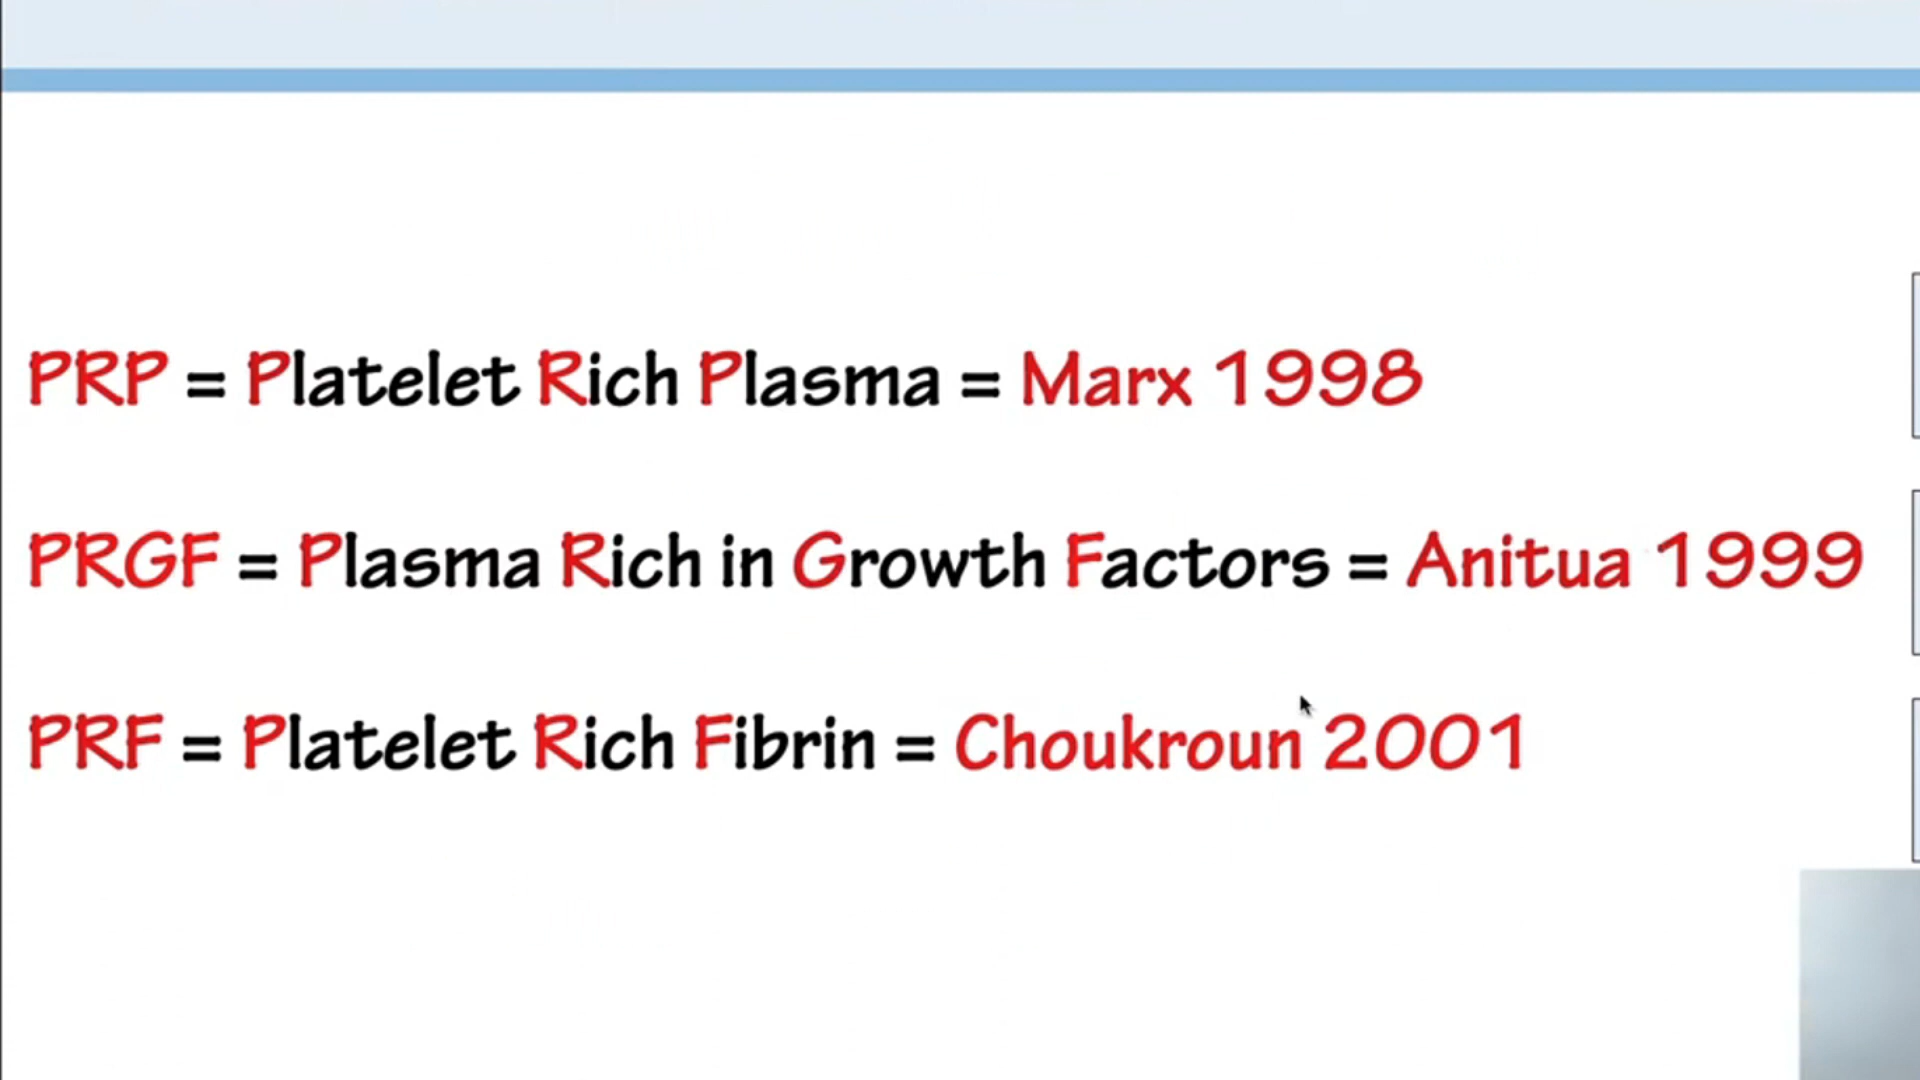 PRP = Platelet Rich Plasma = Marx 1998
PRGF = Plasma Rich in Growth Factors = Anitua 1999
PRF = Platelet Rich Fibrin = Choukroun 2001